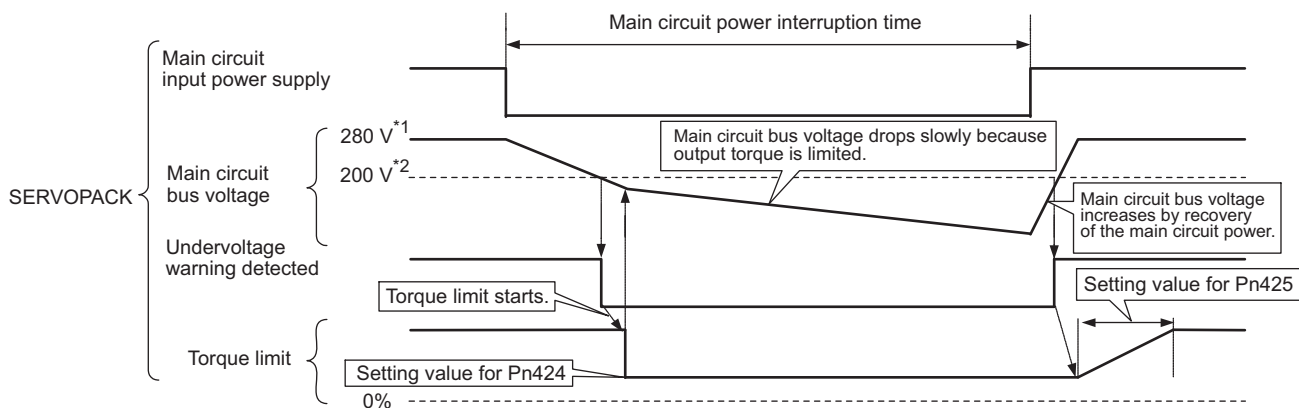 Main circuit power interruption time
Main circuit
input power supply
280 V*1
Main circuit bus voltage drops slowly because
output torque is limited.
Main circuit
bus voltage
200 V*2
SERVOPACK
Main circuit bus voltage
increases by recovery
of the main circuit power.
Undervoltage
warning detected
Torque limit starts.
Setting value for Pn425
Torque limit
Setting value for Pn424
0%